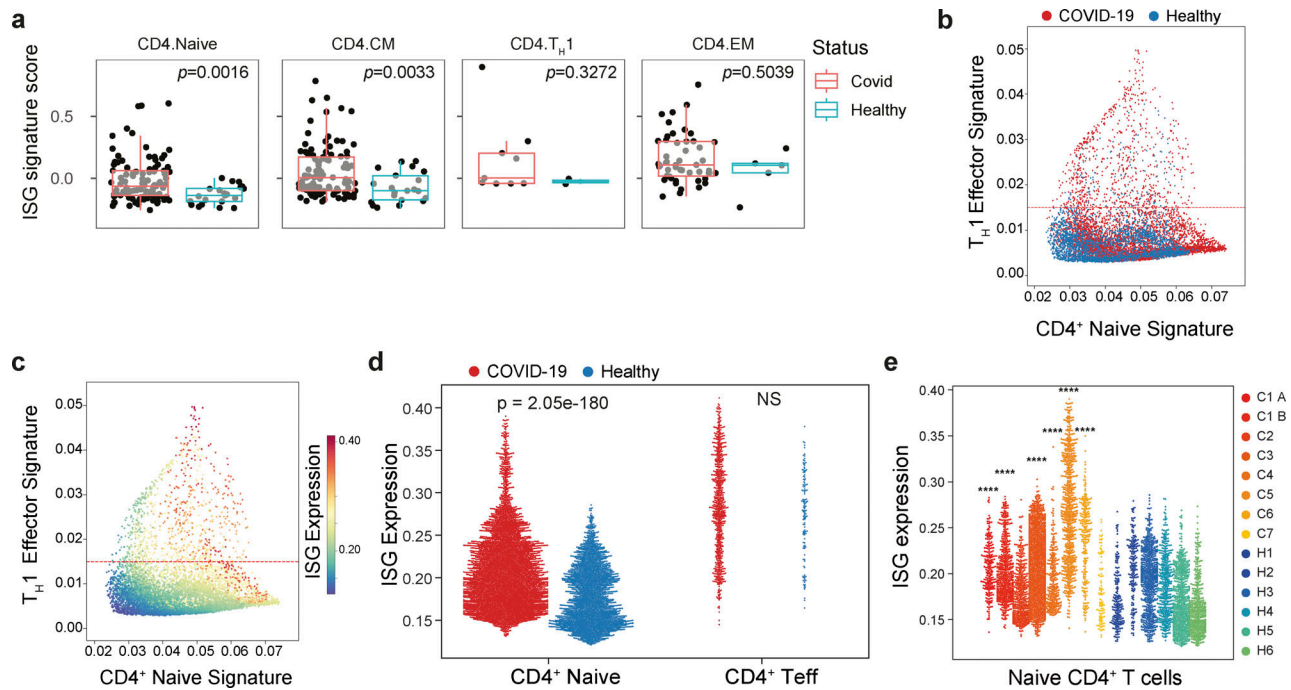 a
CD4.Naive
CD4.CM
CD4.TH1
CD4.EM
p=0.0016
p=0.0033
p=0.3272
p=0.5039
ISG signature score
0.5
0.0
Status
Covid
Healthy
b
COVID-19 Healthy
TH1 Effector Signature
0.05
0.04
0.03
0.02
0.01
0.00
0.02 0.03 0.04 0.05 0.06 0.07
CD4+ Naive Signature
c
TH1 Effector Signature
0.05
0.04
0.03
0.02
0.01
0.00
0.02 0.03 0.04 0.05 0.06 0.07
CD4+ Naive Signature
ISG Expression
0.40
0.20
d
COVID-19 Healthy
p = 2.05e-180
NS
ISG Expression
0.40
0.35
0.30
0.25
0.20
0.15
CD4+ Naive CD4+ Teff
e
ISG expression
0.40
0.35
0.30
0.25
0.20
0.15
****
****
****
****
****
****
Naive CD4+ T cells
C1 A
C1 B
C2
C3
C4
C5
C6
C7
H1
H2
H3
H4
H5
H6